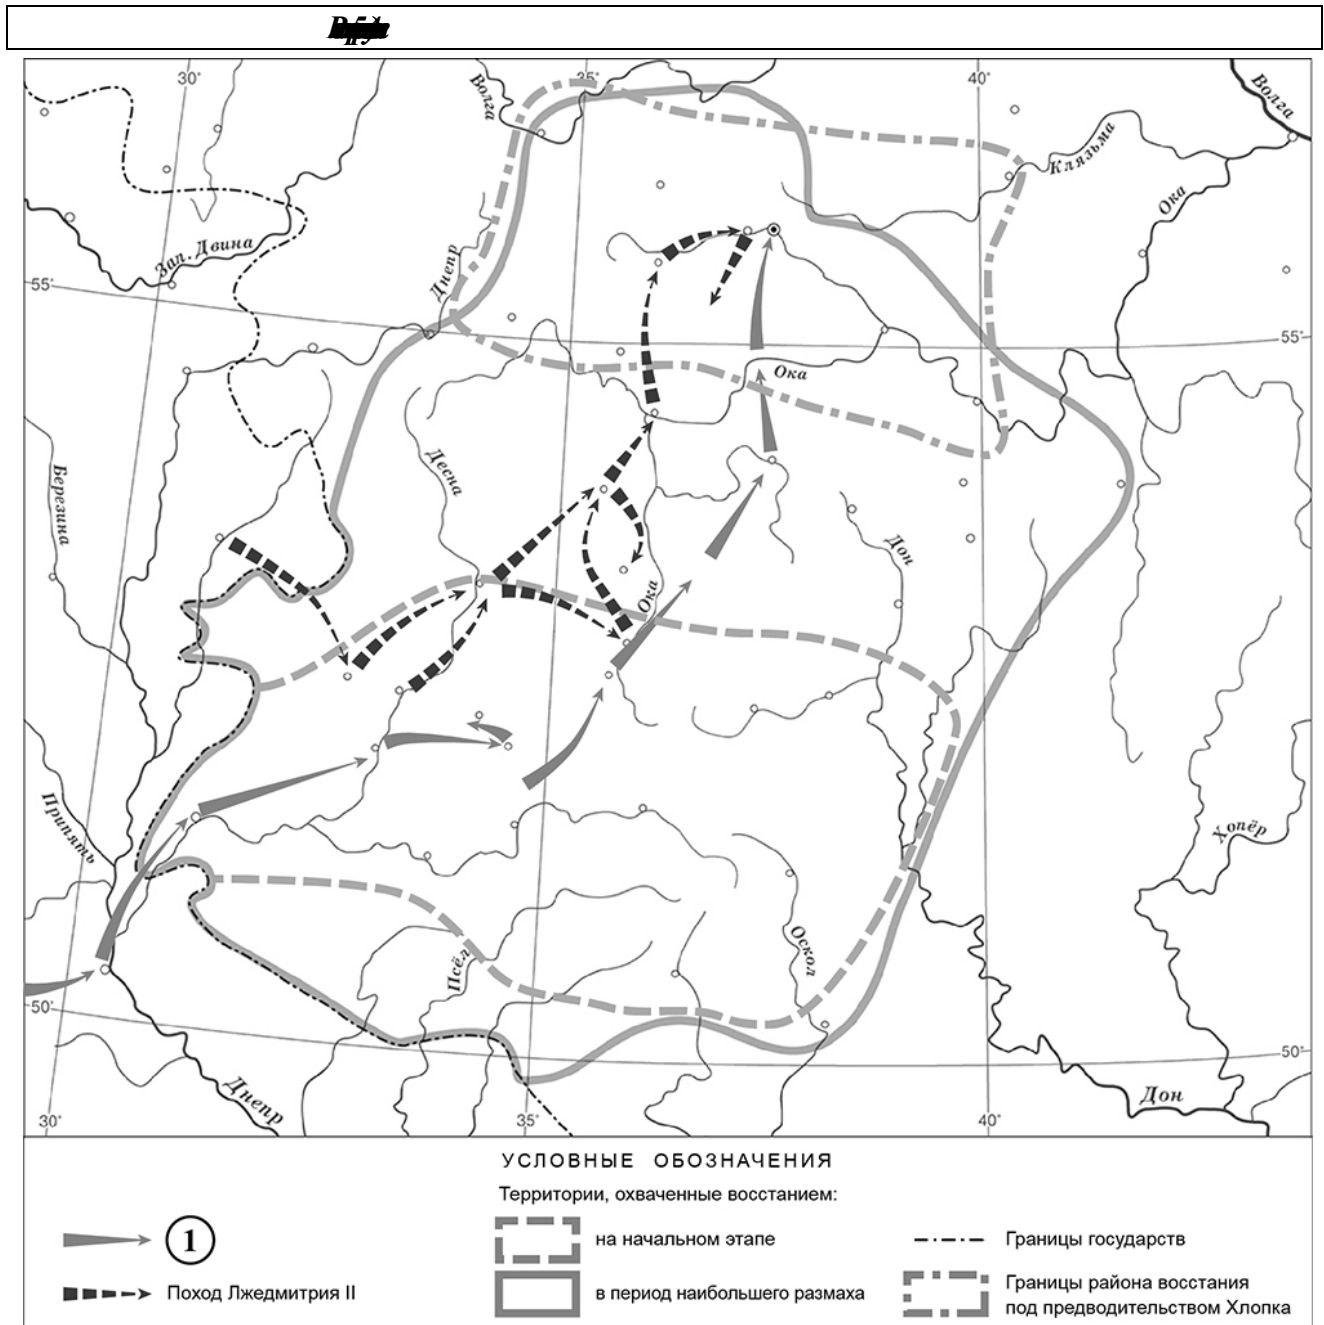 30°
35°
40°
Волга
Волга
Клязьма
Ока
Зап. Двина
Днепр
55°
55°
Ока
Десна
Березина
Дон
Ока
Припять
Хопёр
Оскол
Псёл
50°
50°
Днепр
Дон
30°
35°
40°
УСЛОВНЫЕ ОБОЗНАЧЕНИЯ
Территории, охваченные восстанием:
1
на начальном этапе
Границы государств
Поход Лжедмитрия II
в период наибольшего размаха
Границы района восстания
под предводительством Хлопка